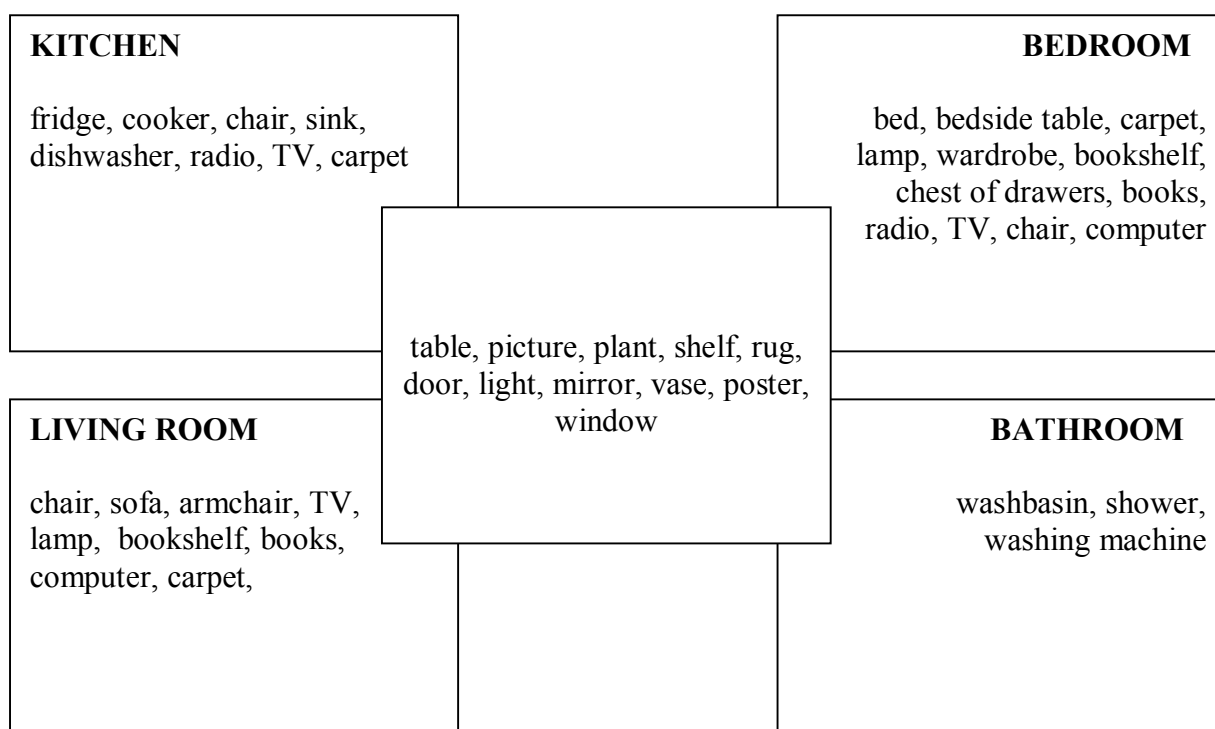 KITCHEN
fridge, cooker, chair, sink,
dishwasher, radio, TV, carpet
BEDROOM
bed, bedside table, carpet,
lamp, wardrobe, bookshelf,
chest of drawers, books,
radio, TV, chair, computer
table, picture, plant, shelf, rug,
door, light, mirror, vase, poster,
window
LIVING ROOM
chair, sofa, armchair, TV,
lamp,  bookshelf, books,
computer, carpet,
BATHROOM
washbasin, shower,
washing machine